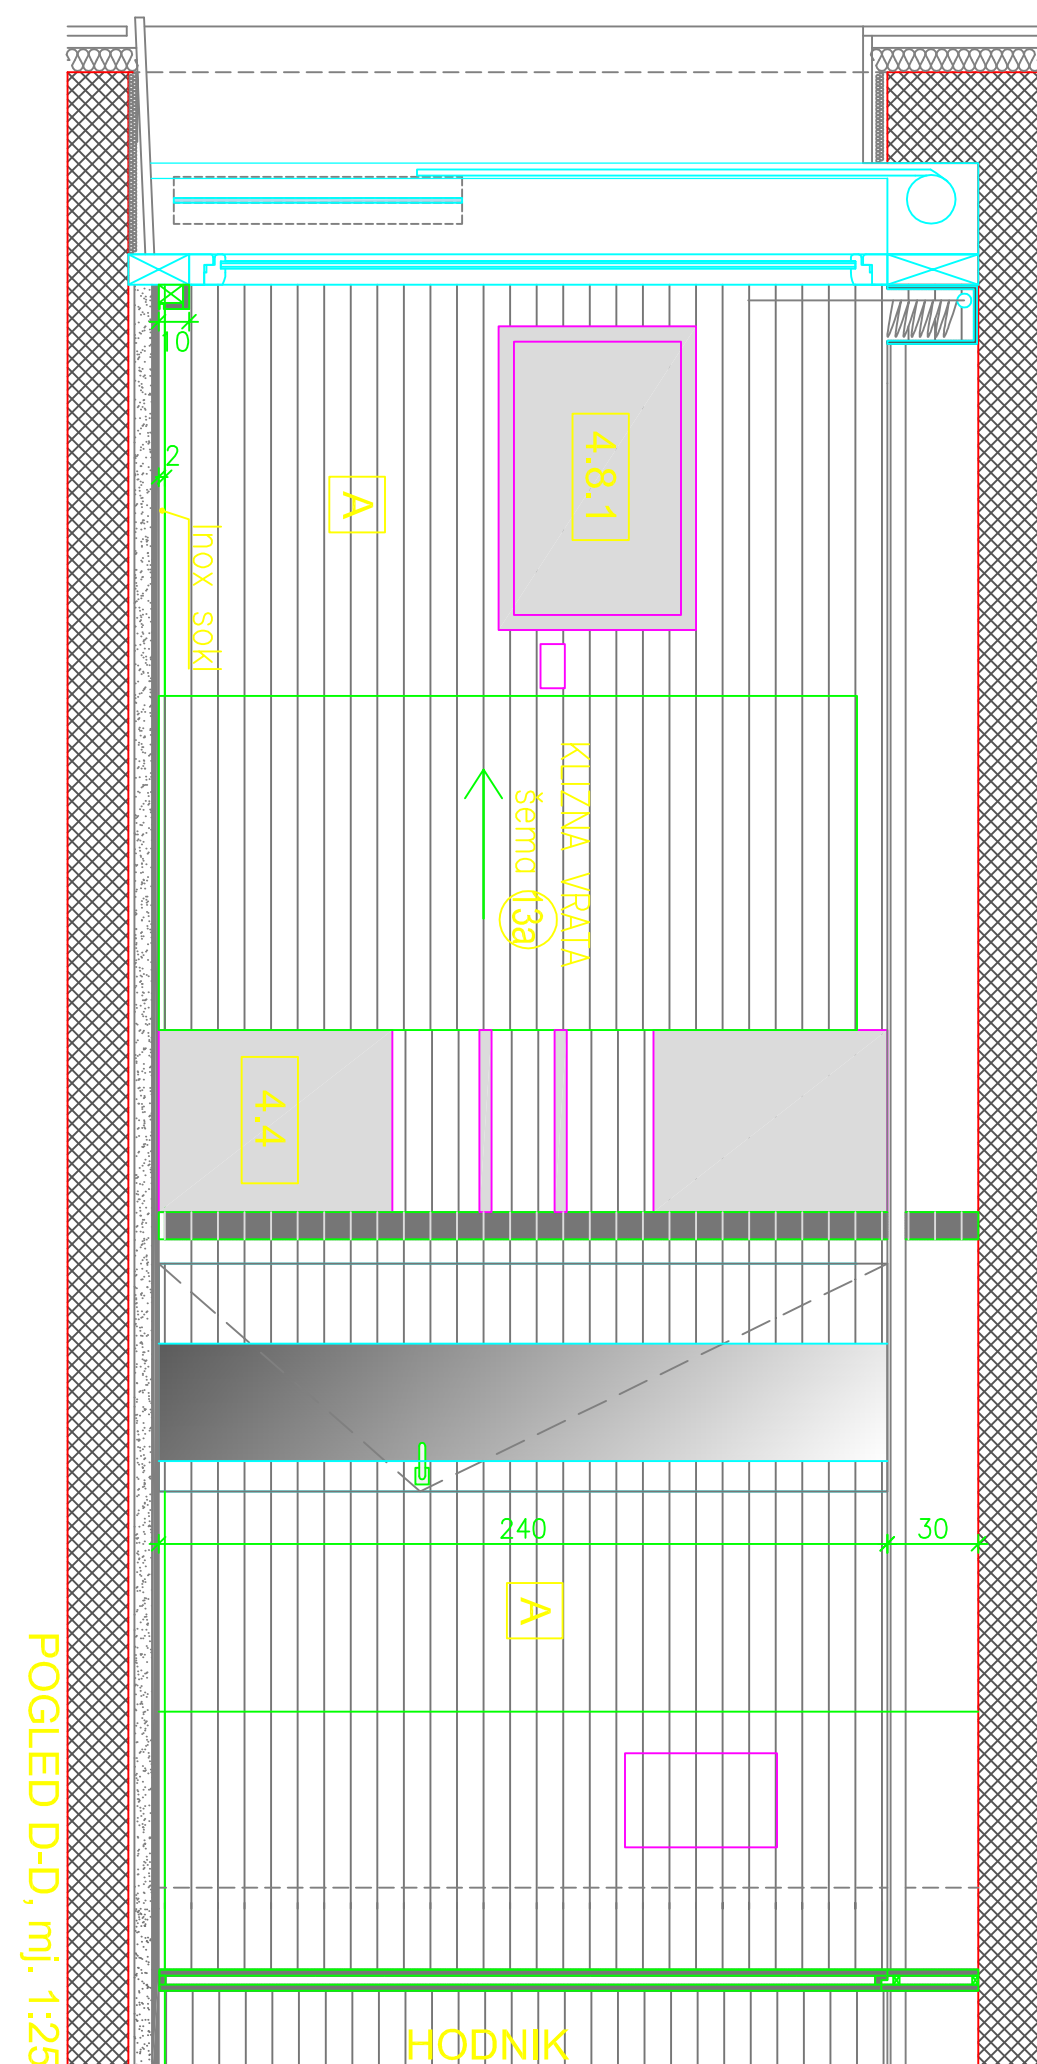 10
2
Inox sokl
A
4.8.1
KLIZNA VRATA
šema 13a
4.4
240
30
A
POGLED D-D, mj. 1:25
HODNIK